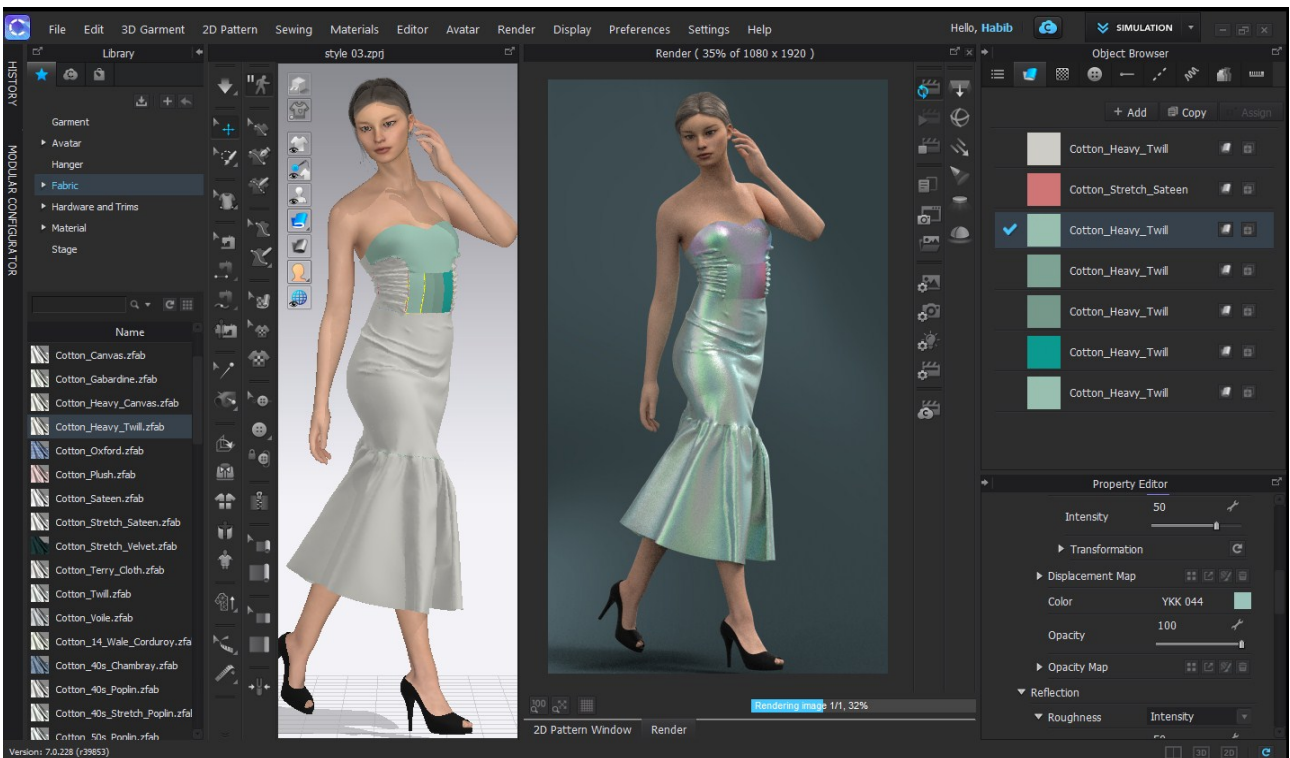 File Edit 3D Garment 2D Pattern Sewing Materials Editor Avatar Render Display Preferences Settings Help Hello, Habib SIMULATION
Library
style 03.zprj
Render ( 35% of 1080 x 1920 )
Object Browser
HISTORY
MODULAR CONFIGURATOR
Garment
Avatar
Hanger
Fabric
Hardware and Trims
Material
Stage
Name
Cotton_Canvas.zfab
Cotton_Gabardine.zfab
Cotton_Heavy_Canvas.zfab
Cotton_Heavy_Twill.zfab
Cotton_Oxford.zfab
Cotton_Plush.zfab
Cotton_Sateen.zfab
Cotton_Stretch_Sateen.zfab
Cotton_Stretch_Velvet.zfab
Cotton_Terry_Cloth.zfab
Cotton_Twill.zfab
Cotton_Voile.zfab
Cotton_14_Wale_Corduroy.zfa
Cotton_40s_Chambray.zfab
Cotton_40s_Poplin.zfab
Cotton_40s_Stretch_Poplin.zfal
Cotton_50s_Poplin.zfab
100
Rendering image 1/1, 32%
2D Pattern Window Render
+ Add Copy Assign
Cotton_Heavy_Twill
Cotton_Stretch_Sateen
Cotton_Heavy_Twill
Cotton_Heavy_Twill
Cotton_Heavy_Twill
Cotton_Heavy_Twill
Cotton_Heavy_Twill
Property Editor
Intensity 50
Transformation
Displacement Map
Color YKK 044
Opacity 100
Opacity Map
Reflection
Roughness Intensity
Version: 7.0.228 (r39853)
3D 2D